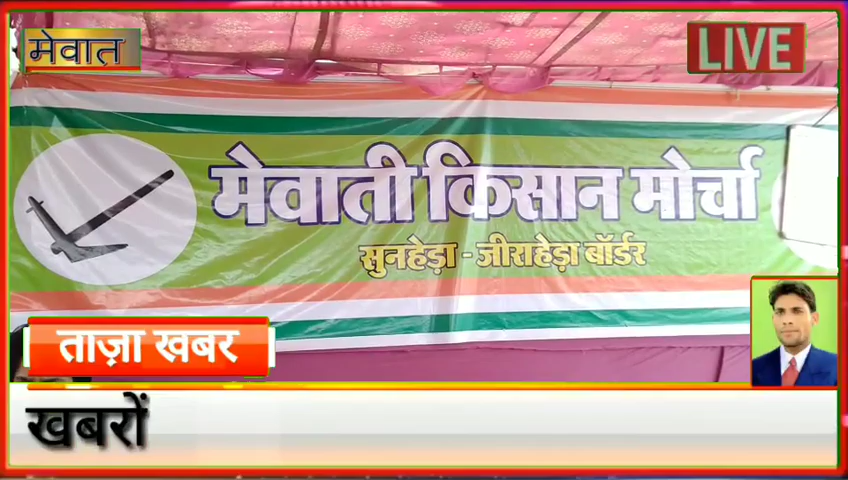 मेवात
LIVE
मेवाती किसान मोर्चा
सुनहेड़ा - जीराहेड़ा बॉर्डर
ताज़ा खबर
खबरों